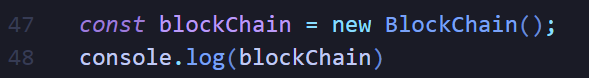 47 const blockChain = new BlockChain();
48 console.log(blockChain)